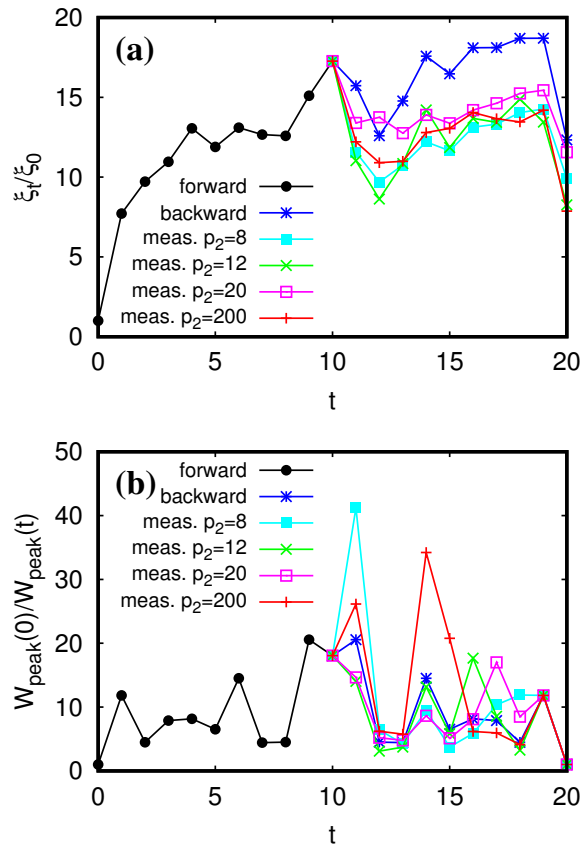 20
(a)
15
10
5
0
ξt/ξ0
forward
backward
meas. p2=8
meas. p2=12
meas. p2=20
meas. p2=200
0 5 10 15 20
t
50
(b)
40
30
20
10
0
Wpeak(0)/Wpeak(t)
forward
backward
meas. p2=8
meas. p2=12
meas. p2=20
meas. p2=200
0 5 10 15 20
t